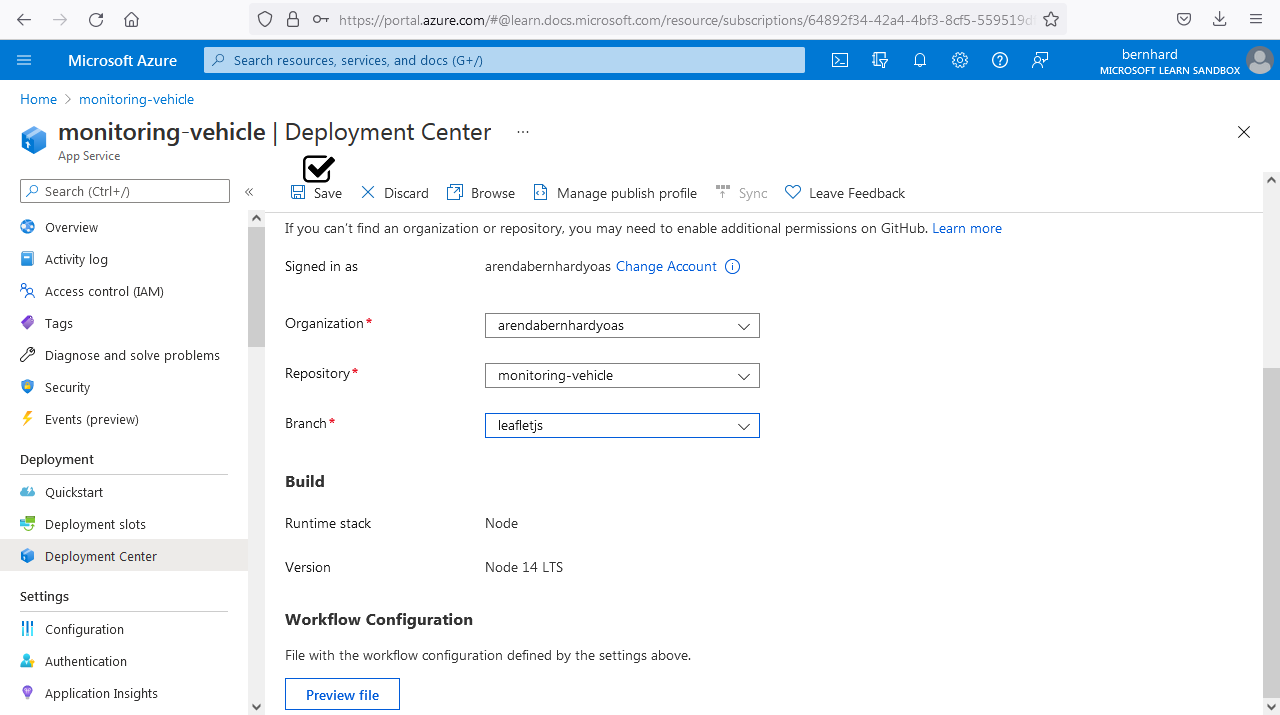 https://portal.azure.com/#@learn.docs.microsoft.com/resource/subscriptions/64892f34-42a4-4bf3-8cf5-559519d
Microsoft Azure
Search resources, services, and docs (G+/)
bernhard
MICROSOFT LEARN SANDBOX
Home > monitoring-vehicle
monitoring-vehicle | Deployment Center ...
App Service
Search (Ctrl+/) «
Save Discard Browse Manage publish profile Sync Leave Feedback
Overview
Activity log
Access control (IAM)
Tags
Diagnose and solve problems
Security
Events (preview)
Deployment
Quickstart
Deployment slots
Deployment Center
Settings
Configuration
Authentication
Application Insights
If you can't find an organization or repository, you may need to enable additional permissions on GitHub. Learn more
Signed in as arendabernhardyoas Change Account
Organization* arendabernhardyoas
Repository* monitoring-vehicle
Branch* leafletjs
Build
Runtime stack Node
Version Node 14 LTS
Workflow Configuration
File with the workflow configuration defined by the settings above.
Preview file